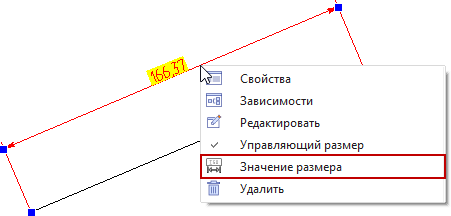 166,37
Свойства
Зависимости
Редактировать
Управляющий размер
Значение размера
Удалить